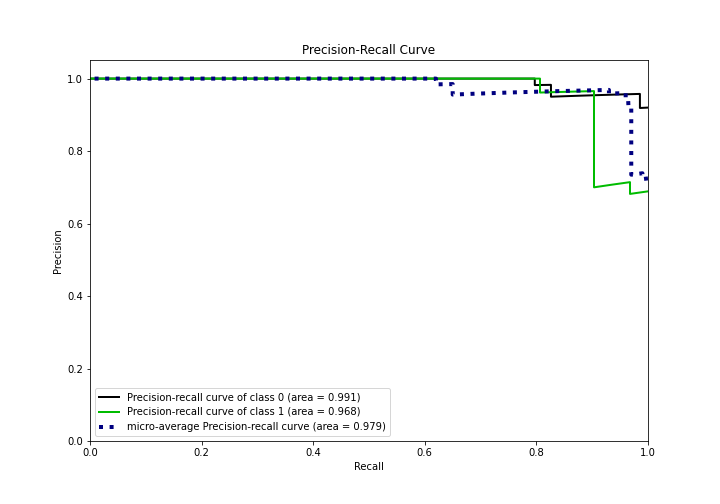 Precision-Recall Curve
1.0
0.8
0.6
0.4
0.2
0.0
Precision
Precision-recall curve of class 0 (area = 0.991)
Precision-recall curve of class 1 (area = 0.968)
micro-average Precision-recall curve (area = 0.979)
0.0 0.2 0.4 0.6 0.8 1.0
Recall